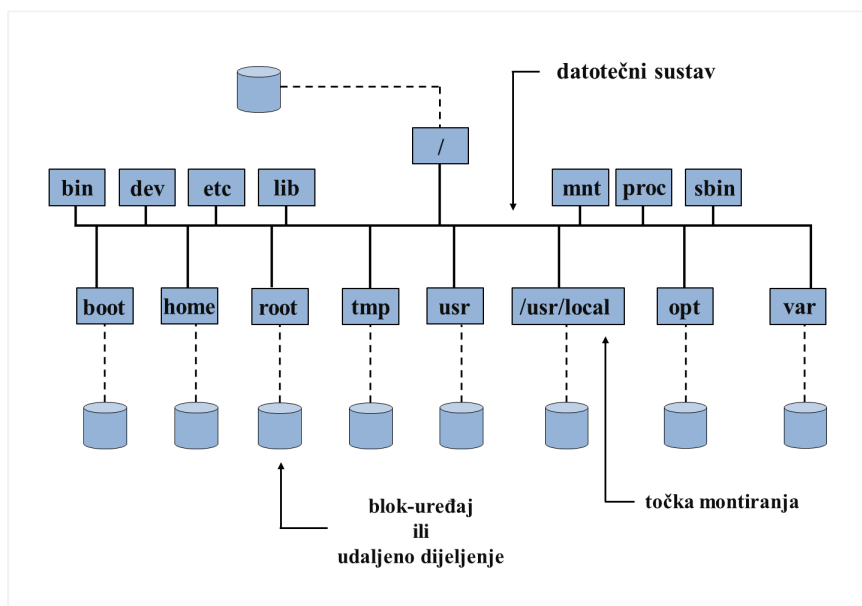 datotečni sustav
/
bin
dev
etc
lib
mnt
proc
sbin
boot
home
root
tmp
usr
/usr/local
opt
var
blok-uređaj
ili
udaljeno dijeljenje
točka montiranja